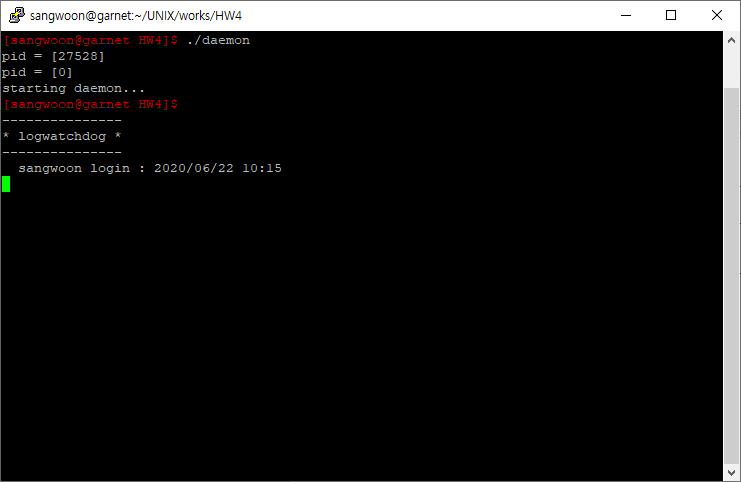 sangwoon@garnet:~/UNIX/works/HW4
[sangwoon@garnet HW4]$ ./daemon
pid = [27528]
pid = [0]
starting daemon...
[sangwoon@garnet HW4]$
---------------
* logwatchdog *
---------------
  sangwoon login : 2020/06/22 10:15